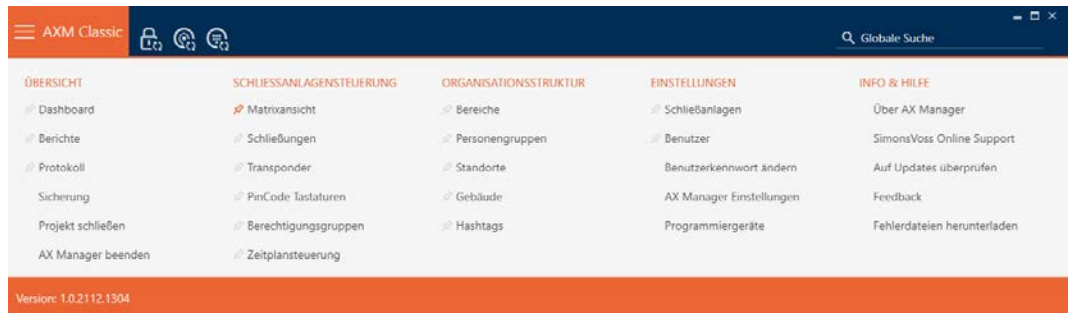 AXM Classic
Globale Suche
ÜBERSICHT
Dashboard
Berichte
Protokoll
Sicherung
Projekt schließen
AX Manager beenden
SCHLIESSANLAGENSTEUERUNG
Matrixansicht
Schließungen
Transponder
PinCode Tastaturen
Berechtigungsgruppen
Zeitplansteuerung
ORGANISATIONSSTRUKTUR
Bereiche
Personengruppen
Standorte
Gebäude
Hashtags
EINSTELLUNGEN
Schließanlagen
Benutzer
Benutzerkennwort ändern
AX Manager Einstellungen
Programmiergeräte
INFO & HILFE
Über AX Manager
SimonsVoss Online Support
Auf Updates überprüfen
Feedback
Fehlerdateien herunterladen
Version: 1.0.2112.1304